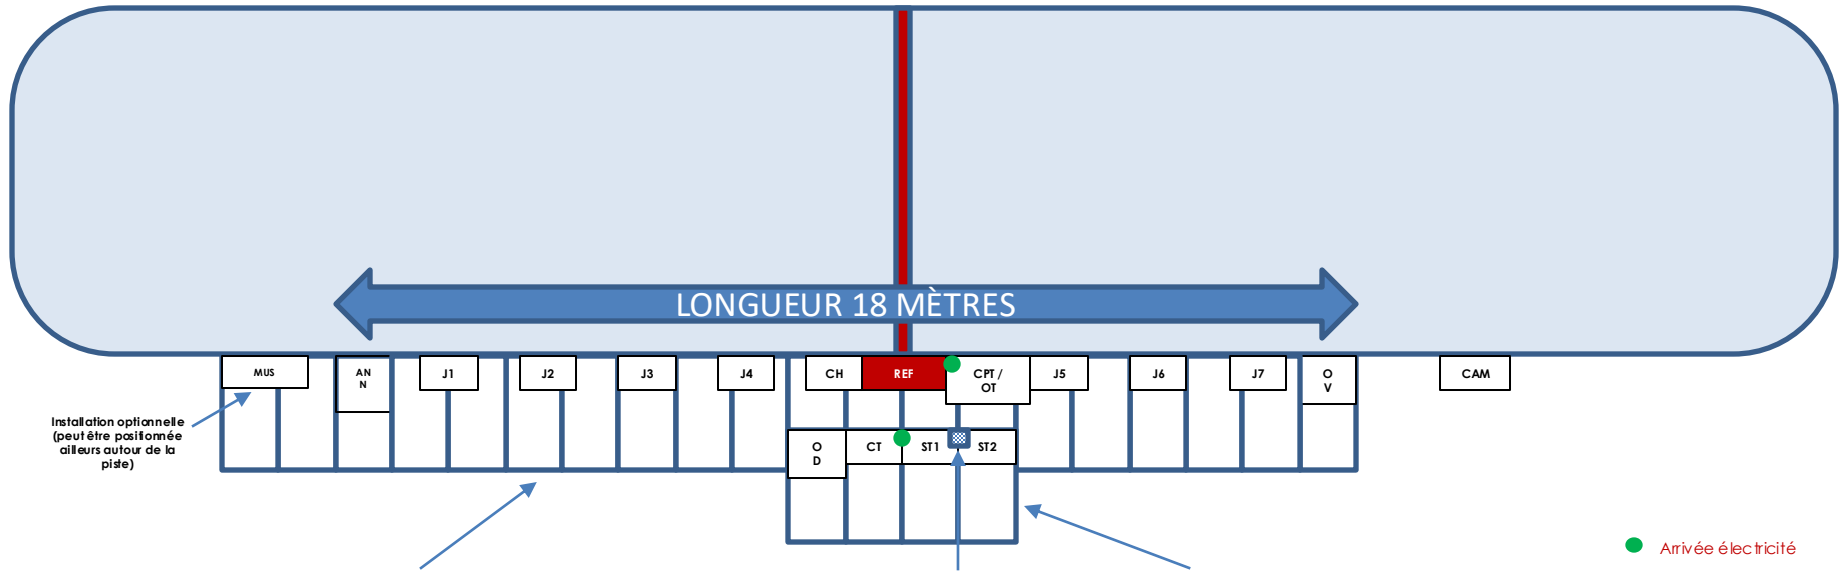 LONGUEUR 18 MÈTRES
MUS
AN
N
J1
J2
J3
J4
CH
REF
CPT /
OT
J5
J6
J7
O
V
CAM
Installation optionnelle
(peut être positionnée
ailleurs autour de la
piste)
O
D
CT
ST1
ST2
Arrivée électricité